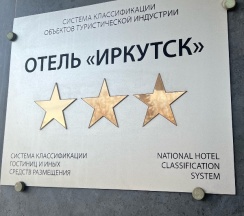 СИСТЕМА КЛАССИФИКАЦИИ
ОБЪЕКТОВ ТУРИСТИЧЕСКОЙ ИНДУСТРИИ
ОТЕЛЬ «ИРКУТСК»
СИСТЕМА КЛАССИФИКАЦИИ
ГОСТИНИЦ И ИНЫХ
СРЕДСТВ РАЗМЕЩЕНИЯ
NATIONAL HOTEL
CLASSIFICATION
SYSTEM